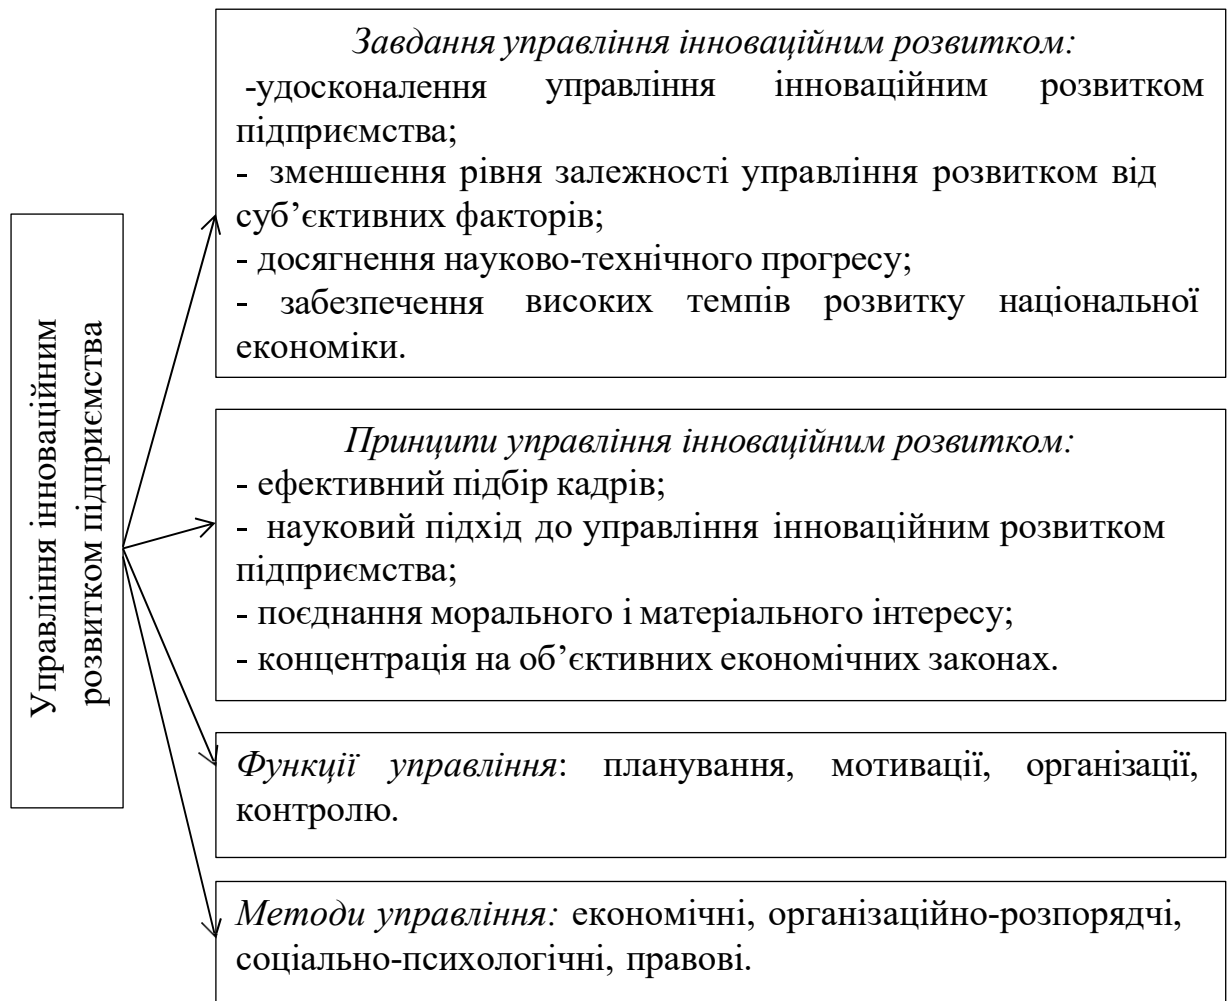 Управління інноваційним
розвитком підприємства
Завдання управління інноваційним розвитком:
-удосконалення управління інноваційним розвитком
підприємства;
- зменшення рівня залежності управління розвитком від
суб’єктивних факторів;
- досягнення науково-технічного прогресу;
- забезпечення високих темпів розвитку національної
економіки.
Принципи управління інноваційним розвитком:
- ефективний підбір кадрів;
- науковий підхід до управління інноваційним розвитком
підприємства;
- поєднання морального і матеріального інтересу;
- концентрація на об’єктивних економічних законах.
Функції управління: планування, мотивації, організації,
контролю.
Методи управління: економічні, організаційно-розпорядчі,
соціально-психологічні, правові.